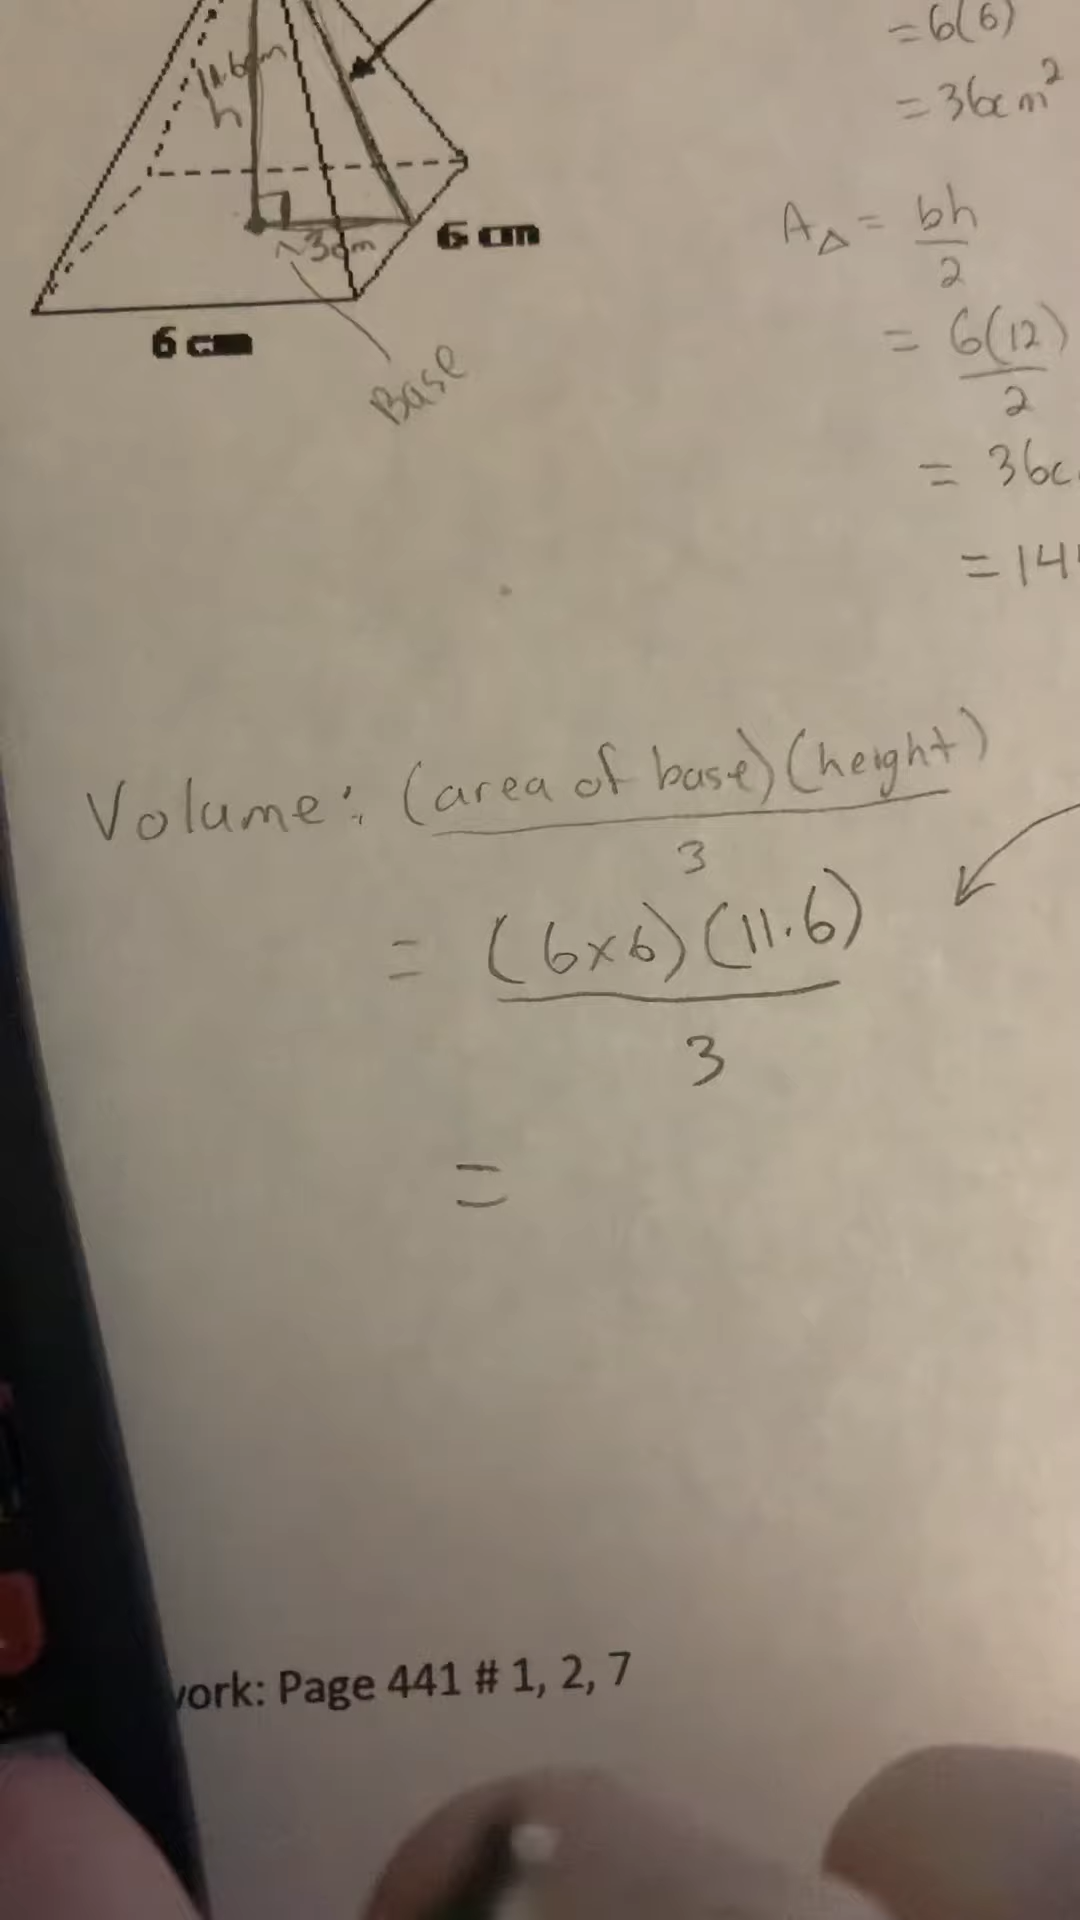 = 6(6)
= 36cm²
11.6cm
h
A△ = bh
2
~3cm
6 cm
6 cm
Base
= 6(12)
2
= 36c
= 14
Volume: (area of base)(height)
3
= (6×6)(11.6)
3
=
work: Page 441 # 1, 2, 7